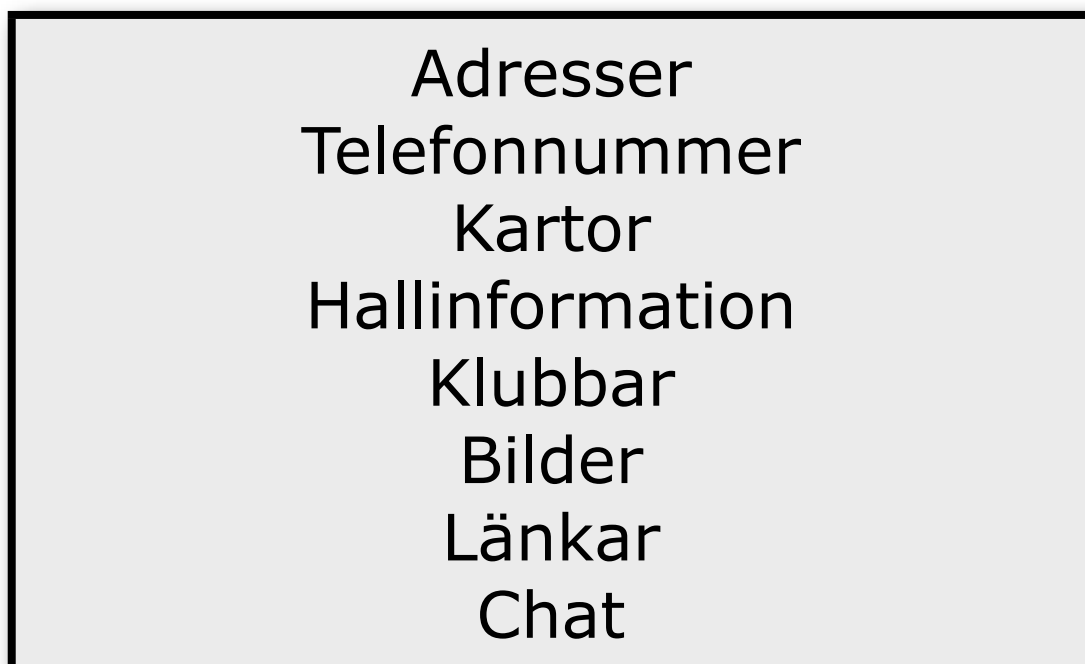 Adresser
Telefonnummer
Kartor
Hallinformation
Klubbar
Bilder
Länkar
Chat